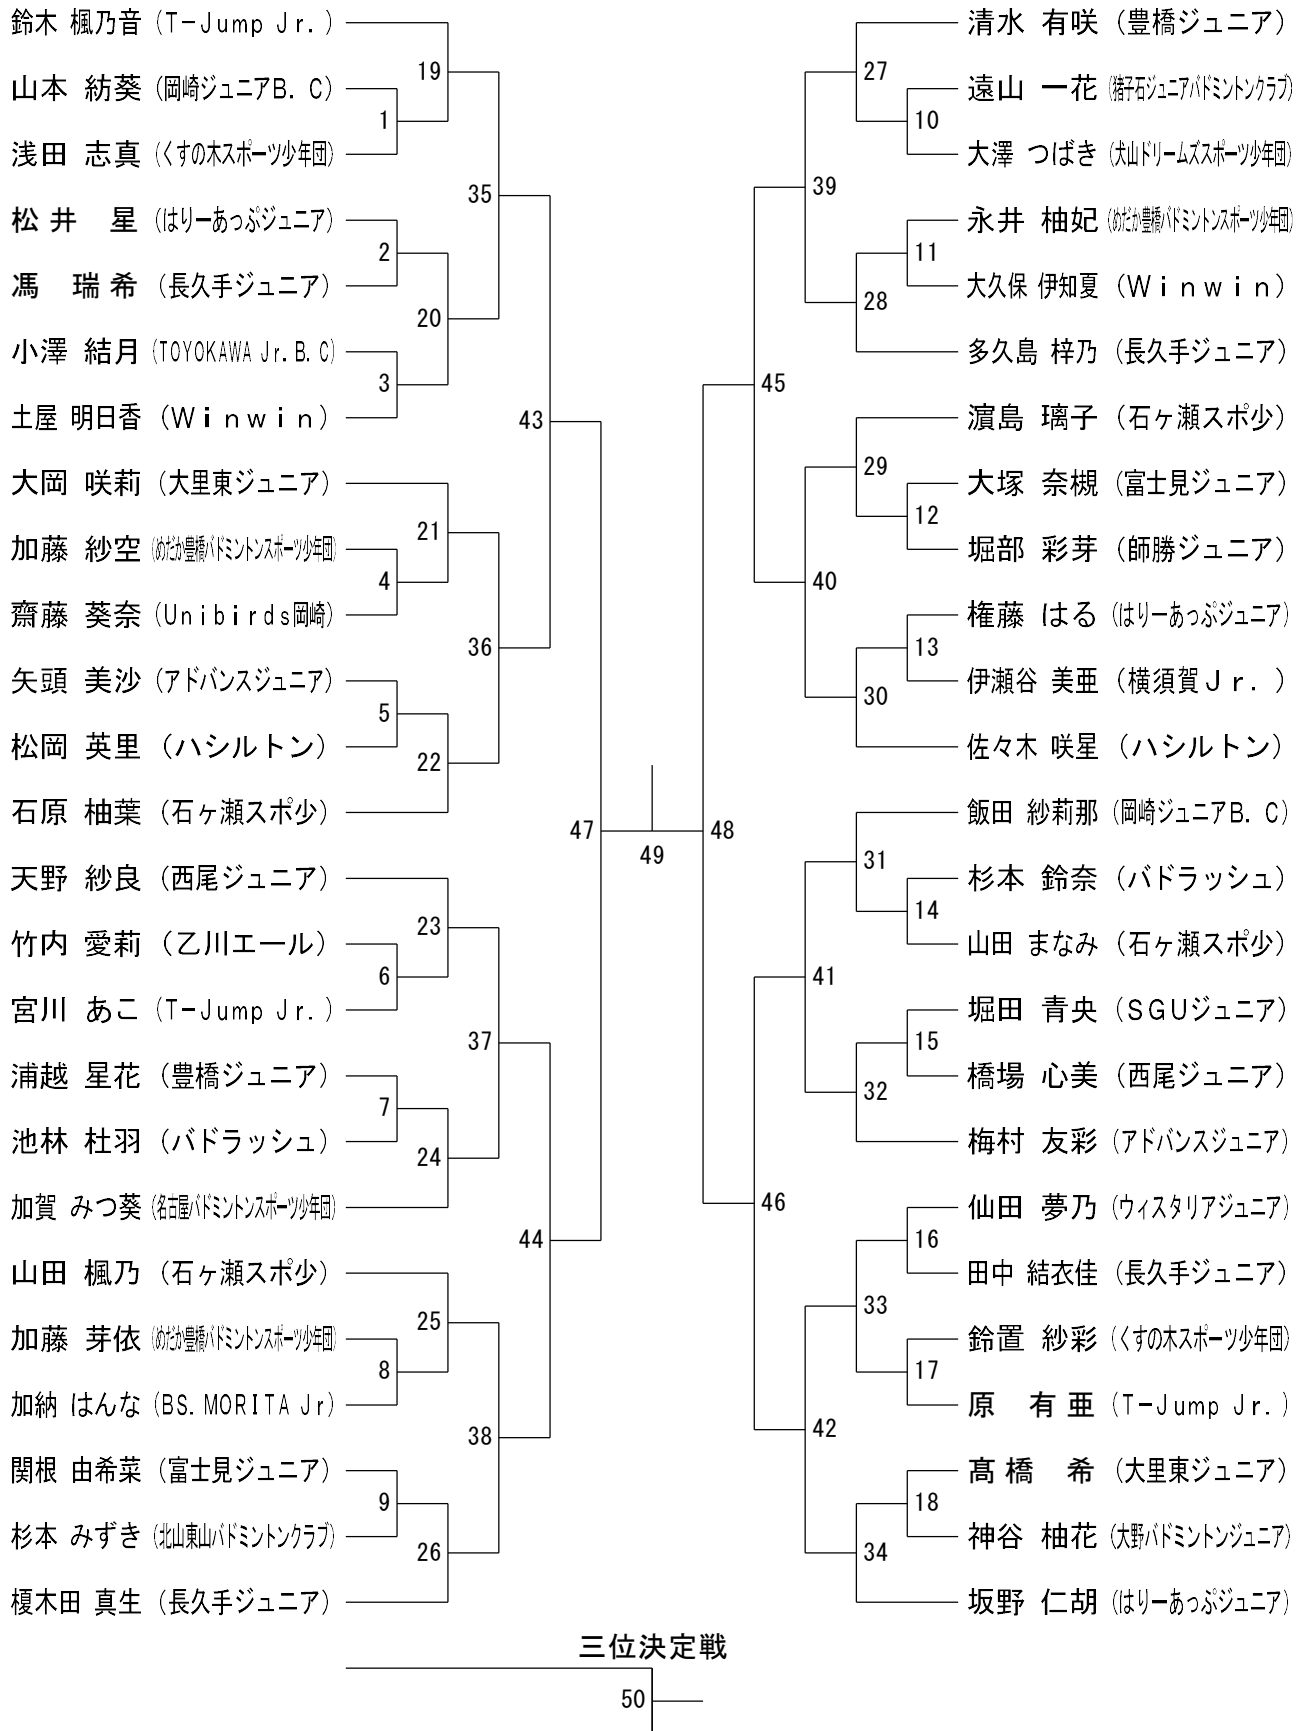 鈴木 楓乃音 (T-Jump Jr.)
山本 紡葵 (岡崎ジュニアB.C)
浅田 志真 (くすの木スポーツ少年団)
松井 星 (はりーあっぷジュニア)
馮 瑞希 (長久手ジュニア)
小澤 結月 (TOYOKAWA Jr.B.C)
土屋 明日香 (Winwin)
大岡 咲莉 (大里東ジュニア)
加藤 紗空 (めだか豊橋バドミントンスポーツ少年団)
齋藤 葵奈 (Unibirds岡崎)
矢頭 美沙 (アドバンスジュニア)
松岡 英里 (ハシルトン)
石原 柚葉 (石ヶ瀬スポ少)
天野 紗良 (西尾ジュニア)
竹内 愛莉 (乙川エール)
宮川 あこ (T-Jump Jr.)
浦越 星花 (豊橋ジュニア)
池林 杜羽 (バドラッシュ)
加賀 みつ葵 (名古屋バドミントンスポーツ少年団)
山田 楓乃 (石ヶ瀬スポ少)
加藤 芽依 (めだか豊橋バドミントンスポーツ少年団)
加納 はんな (BS.MORITA Jr)
関根 由希菜 (富士見ジュニア)
杉本 みずき (北山東山バドミントンクラブ)
榎木田 真生 (長久手ジュニア)
1
2
3
4
5
6
7
8
9
19
20
21
22
23
24
25
26
35
36
37
38
43
44
47
49
48
45
46
39
40
41
42
27
28
29
30
31
32
33
34
10
11
12
13
14
15
16
17
18
清水 有咲 (豊橋ジュニア)
遠山 一花 (猪子石ジュニアバドミントンクラブ)
大澤 つばき (犬山ドリームズスポーツ少年団)
永井 柚妃 (めだか豊橋バドミントンスポーツ少年団)
大久保 伊知夏 (Winwin)
多久島 梓乃 (長久手ジュニア)
濵島 璃子 (石ヶ瀬スポ少)
大塚 奈槻 (富士見ジュニア)
堀部 彩芽 (師勝ジュニア)
権藤 はる (はりーあっぷジュニア)
伊瀬谷 美亜 (横須賀Jr.)
佐々木 咲星 (ハシルトン)
飯田 紗莉那 (岡崎ジュニアB.C)
杉本 鈴奈 (バドラッシュ)
山田 まなみ (石ヶ瀬スポ少)
堀田 青央 (SGUジュニア)
橋場 心美 (西尾ジュニア)
梅村 友彩 (アドバンスジュニア)
仙田 夢乃 (ウィスタリアジュニア)
田中 結衣佳 (長久手ジュニア)
鈴置 紗彩 (くすの木スポーツ少年団)
原 有亜 (T-Jump Jr.)
髙橋 希 (大里東ジュニア)
神谷 柚花 (大野バドミントンジュニア)
坂野 仁胡 (はりーあっぷジュニア)
三位決定戦
50